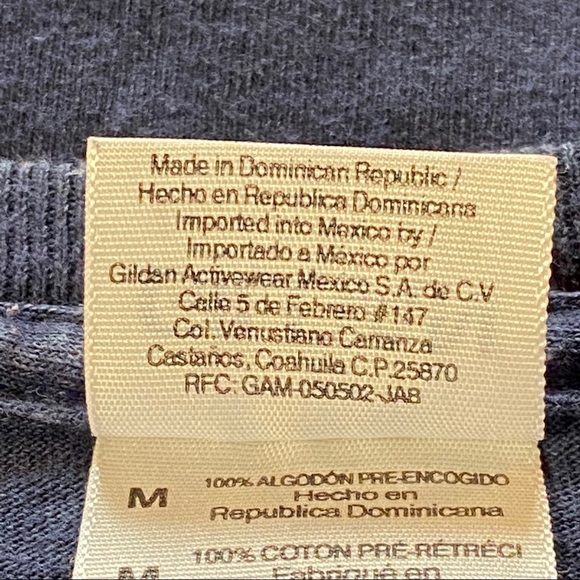 Made in Dominican Republic /
Hecho en Republica Dominicana
Imported into Mexico by /
Importado a México por
Gildan Activewear Mexico S.A. de C.V
Calle 5 de Febrero #147
Col. Venustiano Carranza
Castaños, Coahuila C.P. 25870
RFC: GAM-050502-JA8
M
100% ALGODÓN PRE-ENCOGIDO
Hecho en
Republica Dominicana
100% COTON PRÉ-RÉTRÉCI
M
Fabriqué en